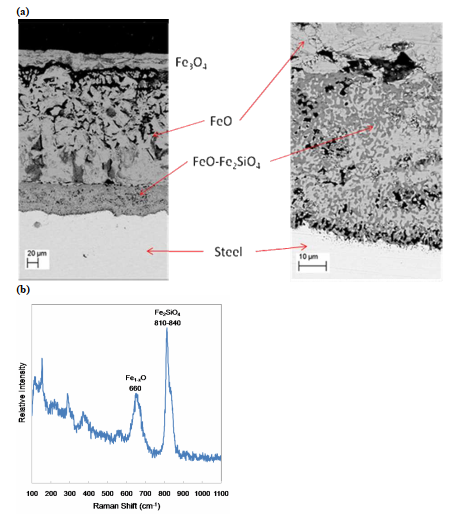 (a)
Fe₃O₄
FeO
FeO-Fe₂SiO₄
Steel
20 µm
10 µm
(b)
Fe₂SiO₄
810-840
Fe₁₋ₓO
660
Relative Intensity
100 200 300 400 500 600 700 800 900 1000 1100
Raman Shift (cm⁻¹)